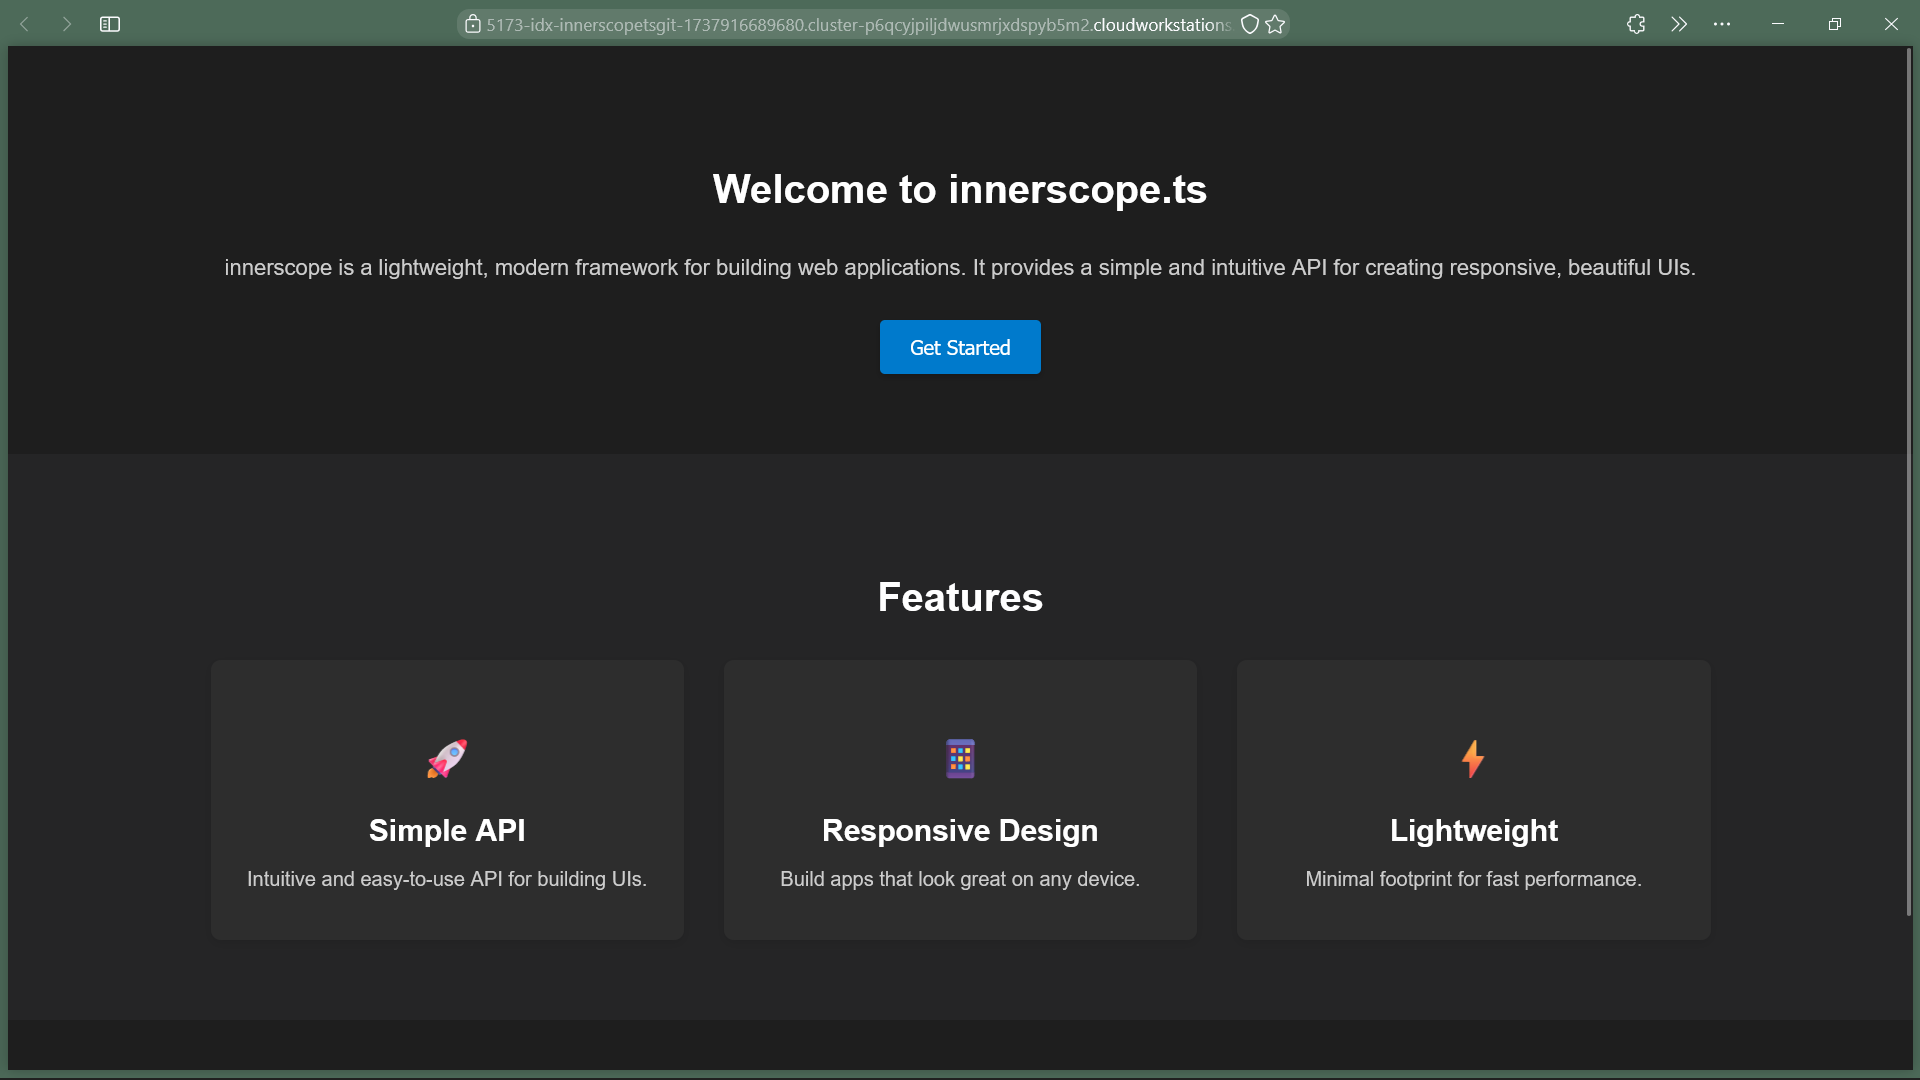 5173-idx-innerscopetsgit-1737916689680.cluster-p6qcyjpiljdwusmrjxdspyb5m2.cloudworkstations
Welcome to innerscope.ts
innerscope is a lightweight, modern framework for building web applications. It provides a simple and intuitive API for creating responsive, beautiful UIs.
Get Started
Features
Simple API
Intuitive and easy-to-use API for building UIs.
Responsive Design
Build apps that look great on any device.
Lightweight
Minimal footprint for fast performance.